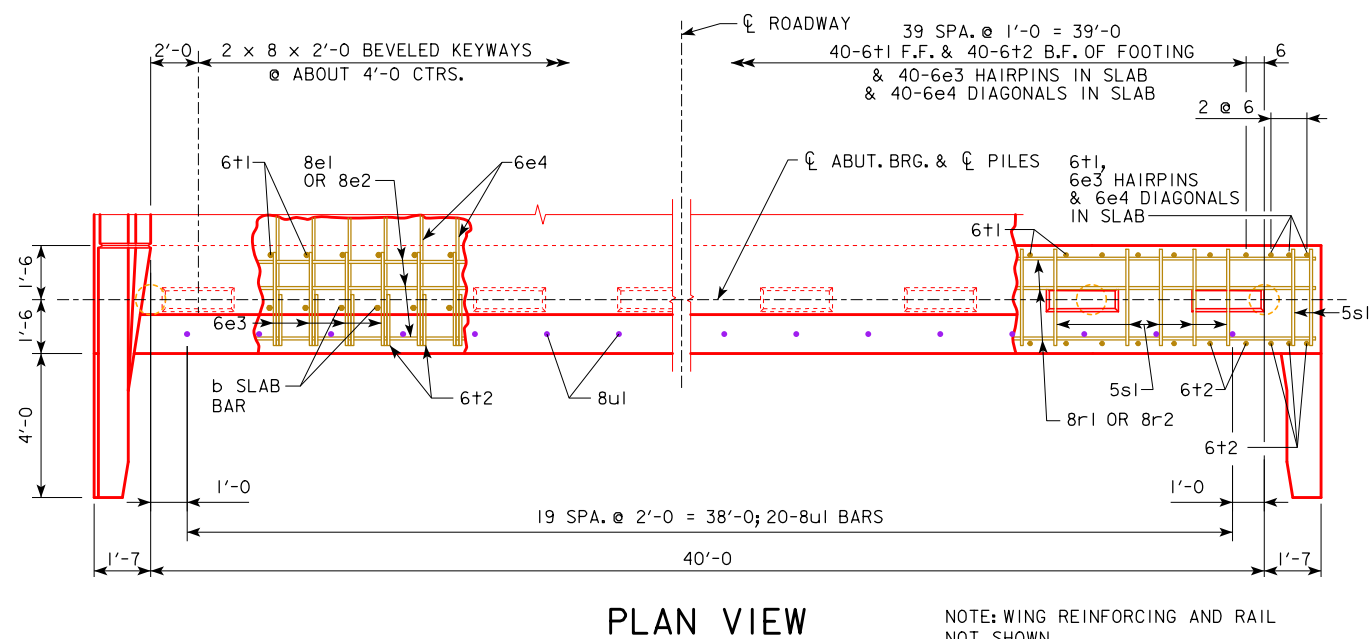 ℄ ROADWAY
39 SPA. @ 1'-0 = 39'-0
2'-0
2 x 8 x 2'-0 BEVELED KEYWAYS
@ ABOUT 4'-0 CTRS.
40-6t1 F.F. & 40-6t2 B.F. OF FOOTING
& 40-6e3 HAIRPINS IN SLAB
& 40-6e4 DIAGONALS IN SLAB
6
2 @ 6
6t1
8e1
OR 8e2
6e4
℄ ABUT. BRG. & ℄ PILES
6t1,
6e3 HAIRPINS
& 6e4 DIAGONALS
IN SLAB
6t1
1'-6
1'-6
6e3
5s1
b SLAB
BAR
6t2
8u1
5s1
6t2
8r1 OR 8r2
6t2
4'-0
1'-0
1'-0
19 SPA. @ 2'-0 = 38'-0; 20-8u1 BARS
1'-7
40'-0
1'-7
PLAN VIEW
NOTE: WING REINFORCING AND RAIL
NOT SHOWN